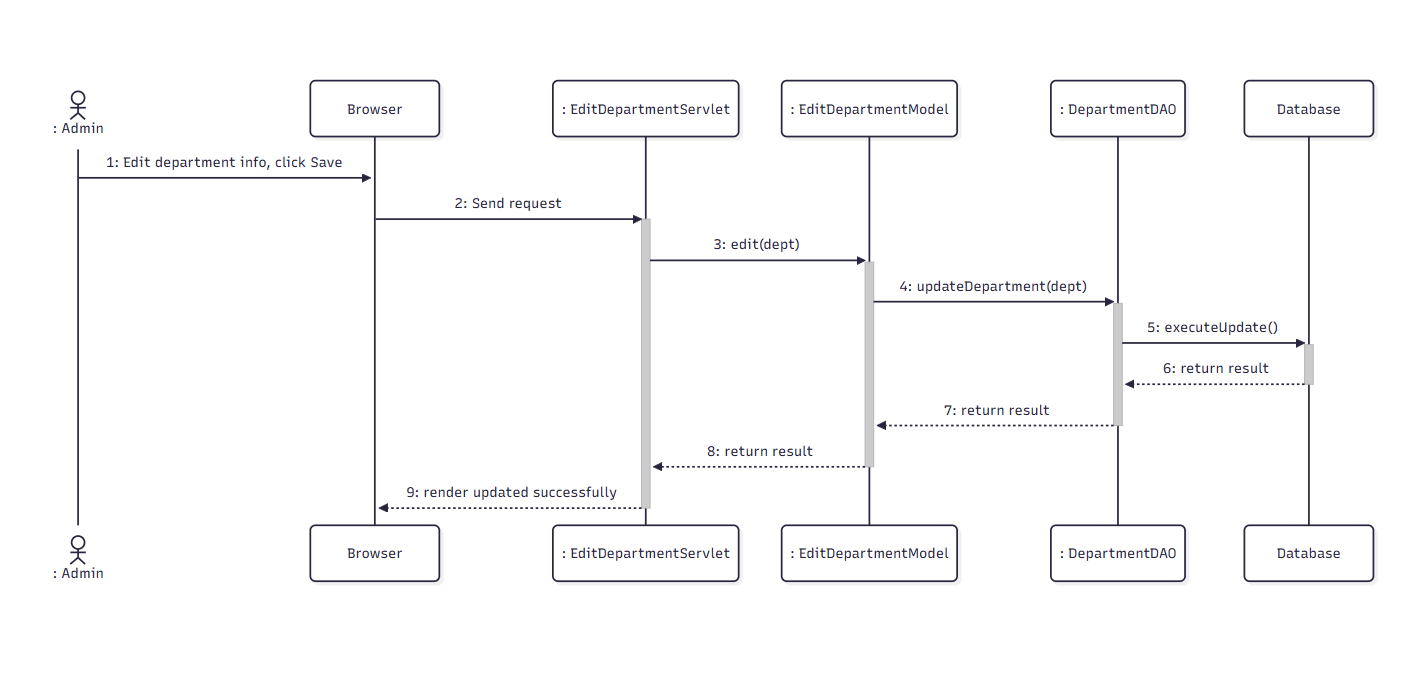 : Admin
Browser
: EditDepartmentServlet
: EditDepartmentModel
: DepartmentDAO
Database
1: Edit department info, click Save
2: Send request
3: edit(dept)
4: updateDepartment(dept)
5: executeUpdate()
6: return result
7: return result
8: return result
9: render updated successfully
: Admin
Browser
: EditDepartmentServlet
: EditDepartmentModel
: DepartmentDAO
Database